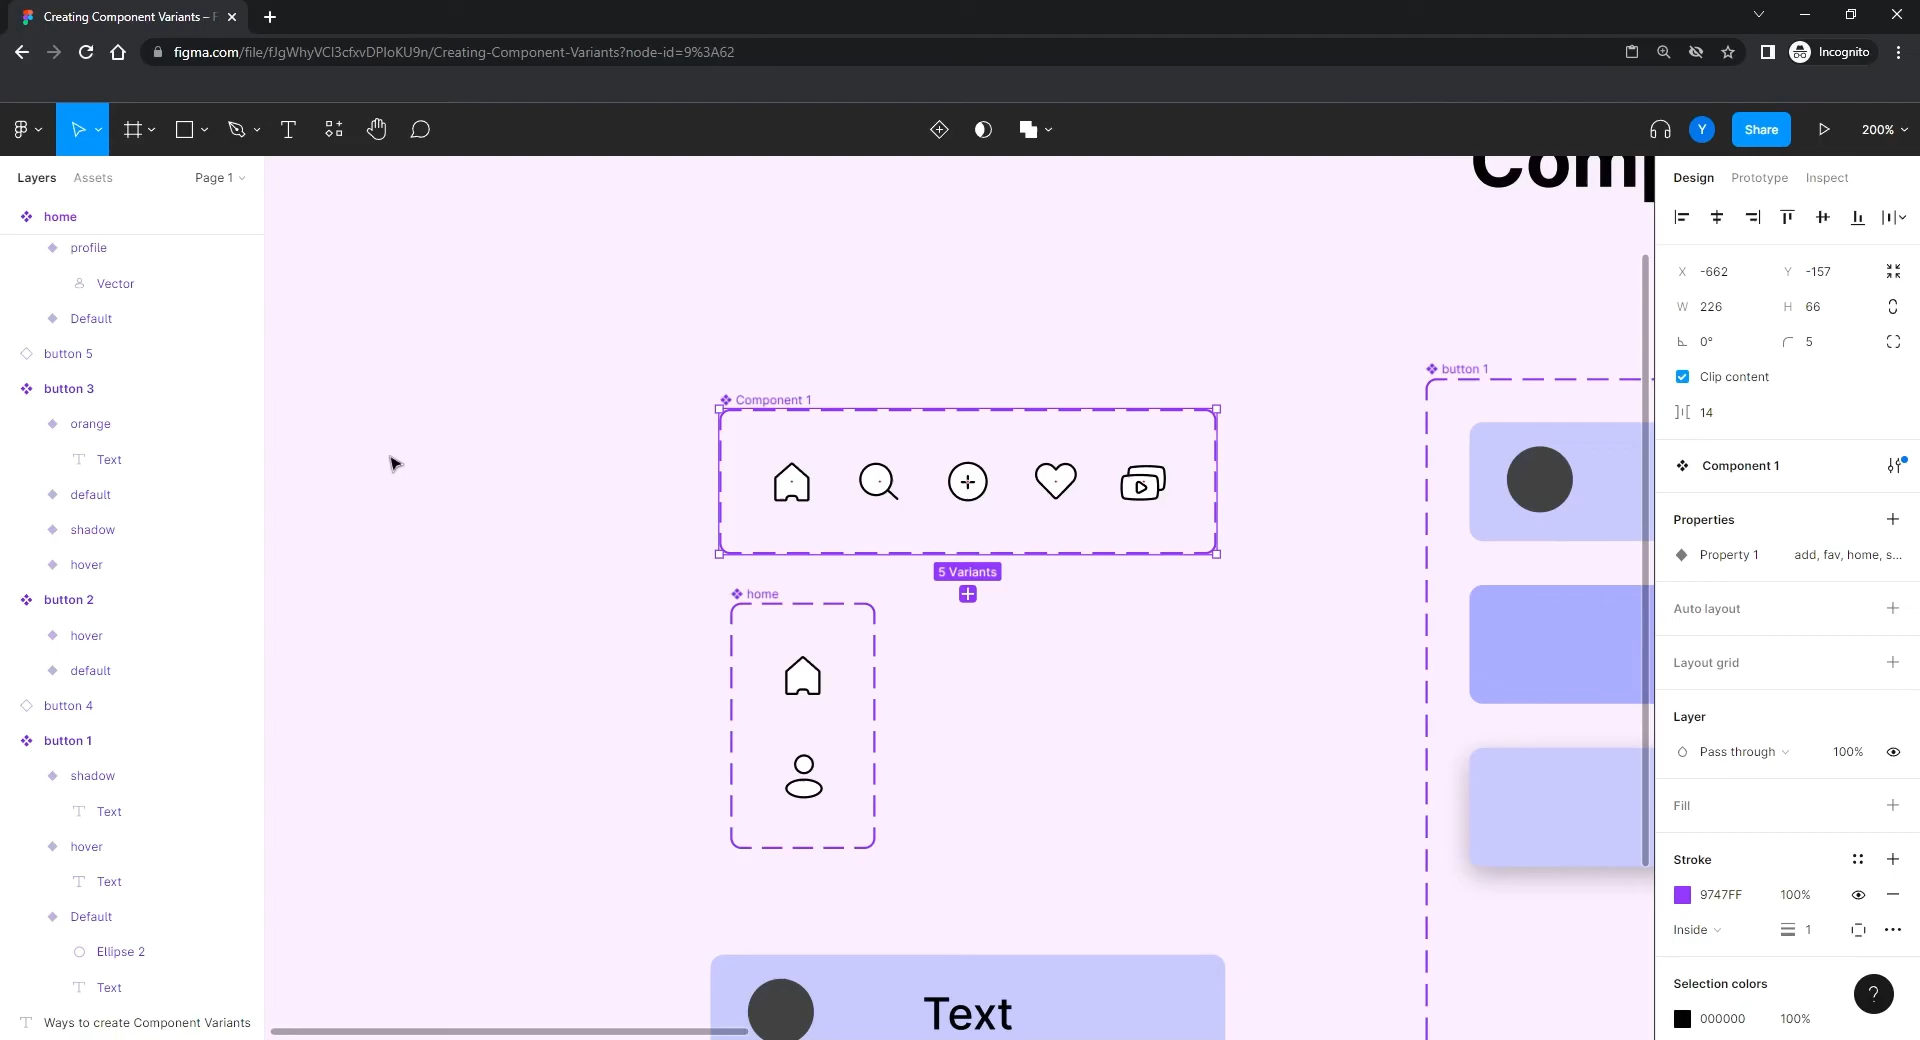 Creating Component Variants – F
figma.com/file/fJgWhyVCl3cfxvDPIoKU9n/Creating-Component-Variants?node-id=9%3A62
Incognito
Y
Share
200%
Layers
Assets
Page 1
home
profile
Vector
Default
button 5
button 3
orange
Text
default
shadow
hover
button 2
hover
default
button 4
button 1
shadow
Text
hover
Text
Default
Ellipse 2
Text
Ways to create Component Variants
Comp
button 1
Component 1
5 Variants
home
Text
Design
Prototype
Inspect
X -662
Y -157
W 226
H 66
0°
5
Clip content
14
Component 1
Properties
Property 1
add, fav, home, s...
Auto layout
Layout grid
Layer
Pass through
100%
Fill
Stroke
9747FF
100%
Inside
1
Selection colors
?
000000
100%